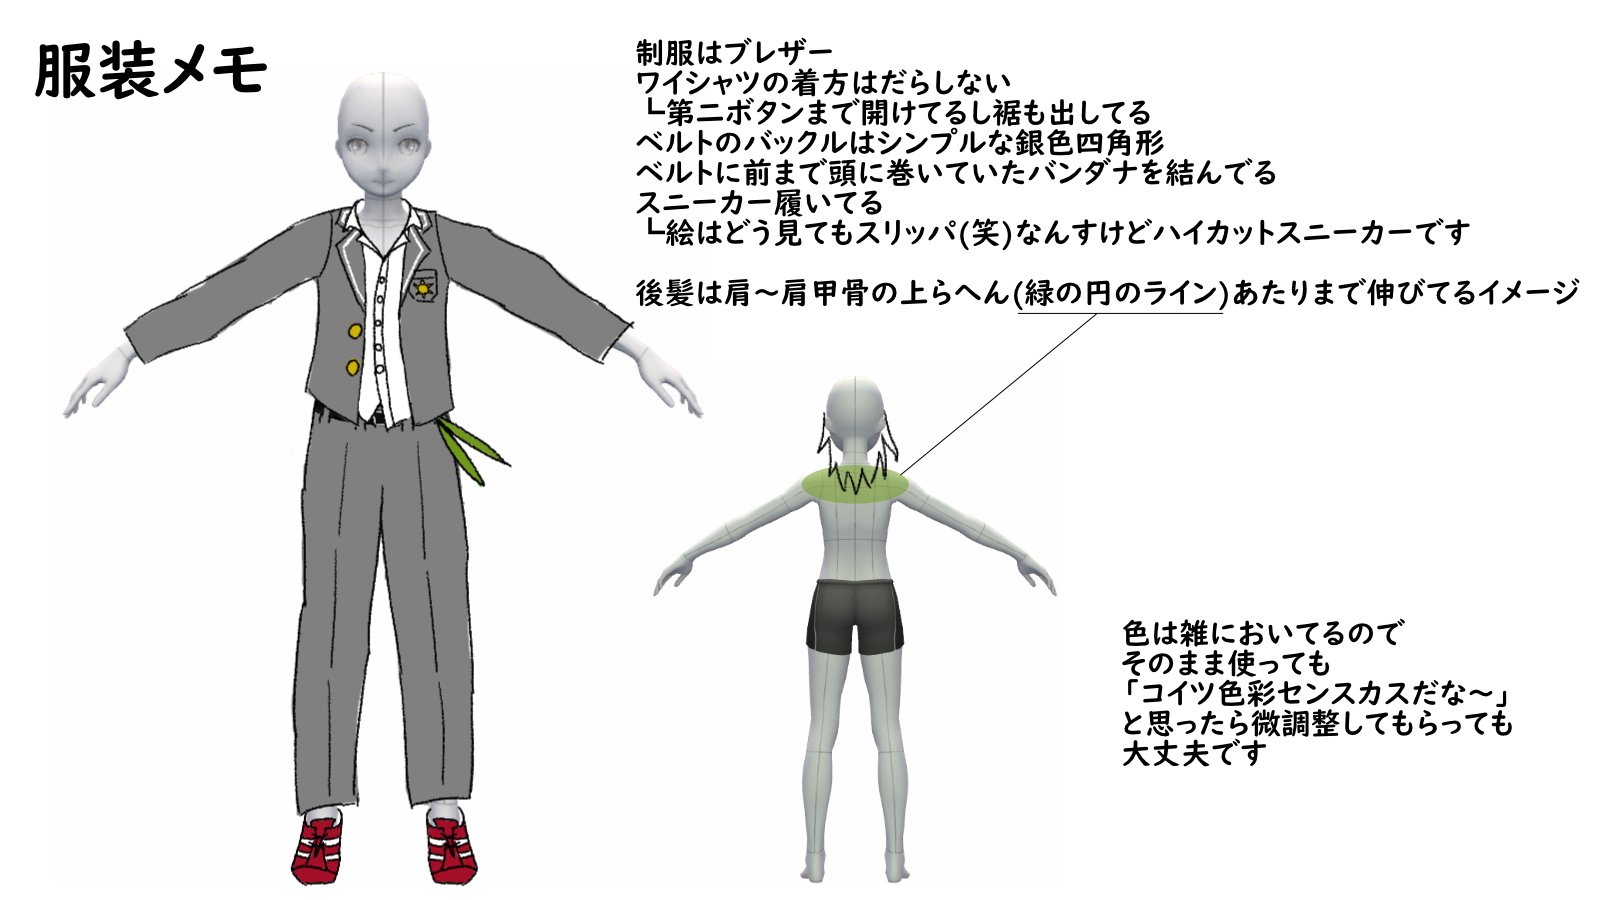 服装メモ
制服はブレザー
ワイシャツの着方はだらしない
┗第二ボタンまで開けてるし裾も出してる
ベルトのバックルはシンプルな銀色四角形
ベルトに前まで頭に巻いていたバンダナを結んでる
スニーカー履いてる
┗絵はどう見てもスリッパ(笑)なんすけどハイカットスニーカーです
後髪は肩～肩甲骨の上らへん(緑の円のライン)あたりまで伸びてるイメージ
色は雑においてるので
そのまま使っても
「コイツ色彩センスカスだな～」
と思ったら微調整してもらっても
大丈夫です